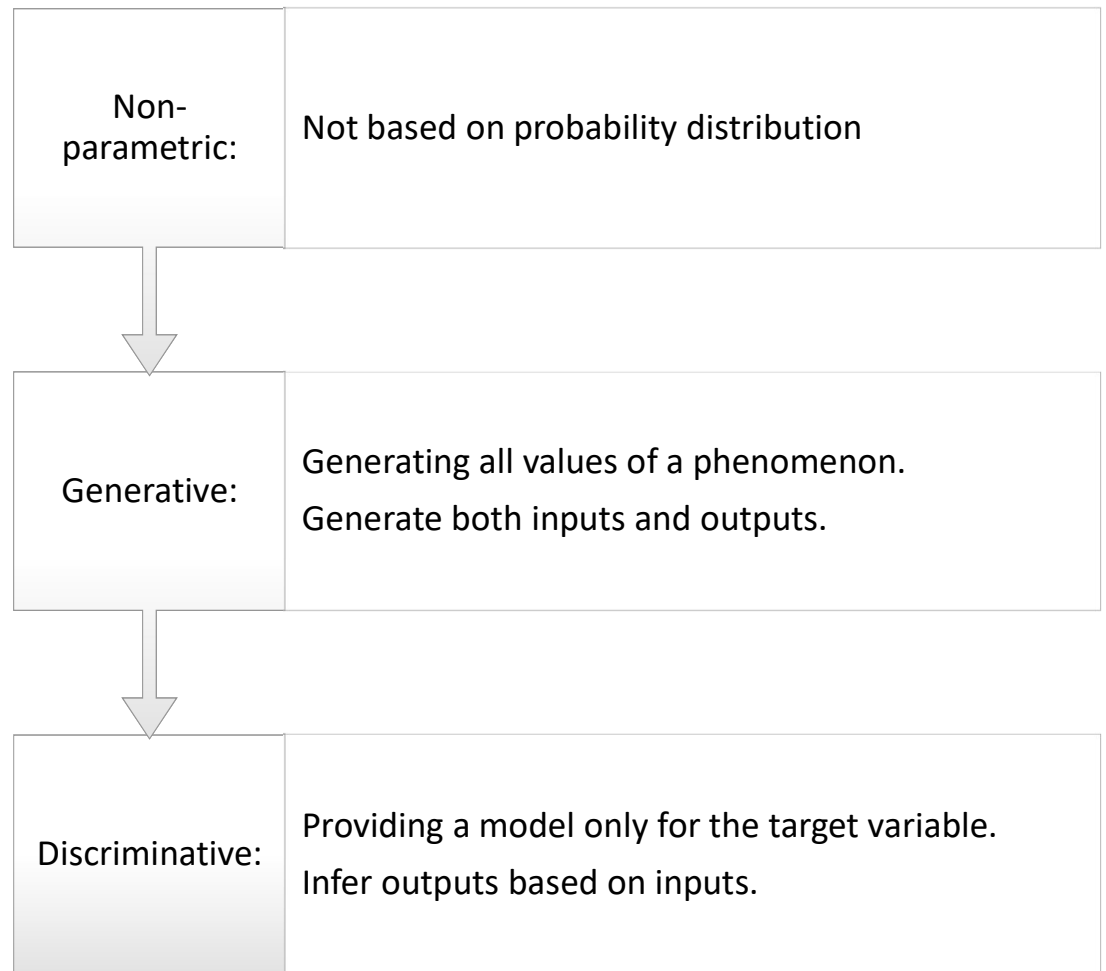 Non-
parametric:
Not based on probability distribution
Generative:
Generating all values of a phenomenon.
Generate both inputs and outputs.
Discriminative:
Providing a model only for the target variable.
Infer outputs based on inputs.